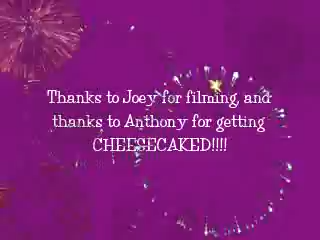 Thanks to Joey for filming, and
thanks to Anthony for getting
CHEESECAKED!!!!